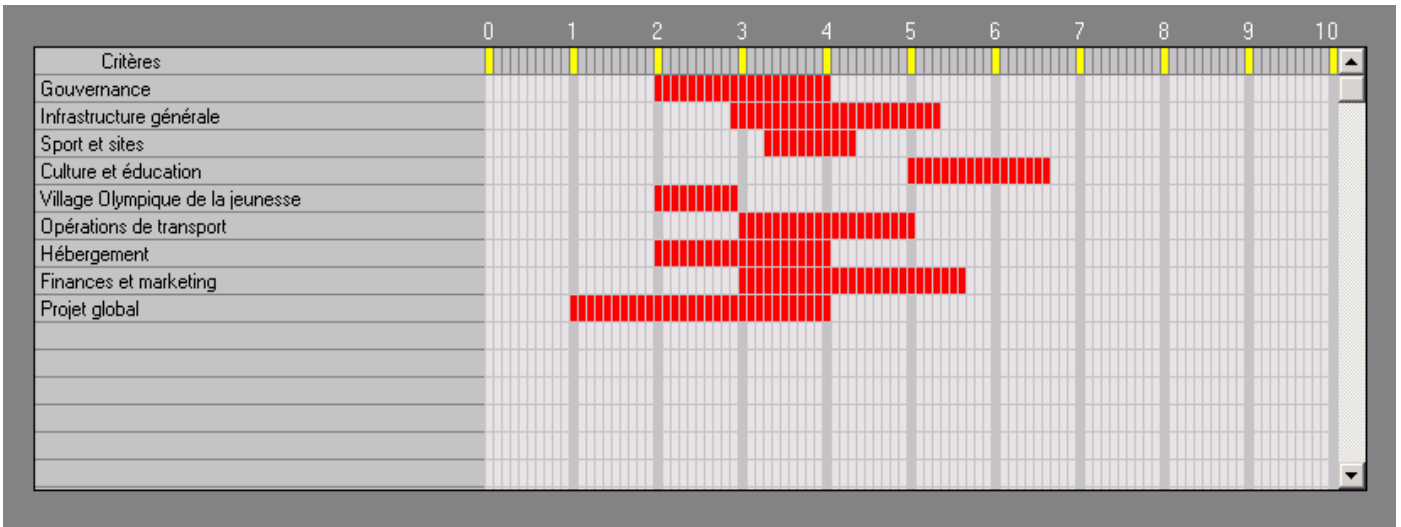 0 1 2 3 4 5 6 7 8 9 10
Critères
Gouvernance
Infrastructure générale
Sport et sites
Culture et éducation
Village Olympique de la jeunesse
Opérations de transport
Hébergement
Finances et marketing
Projet global